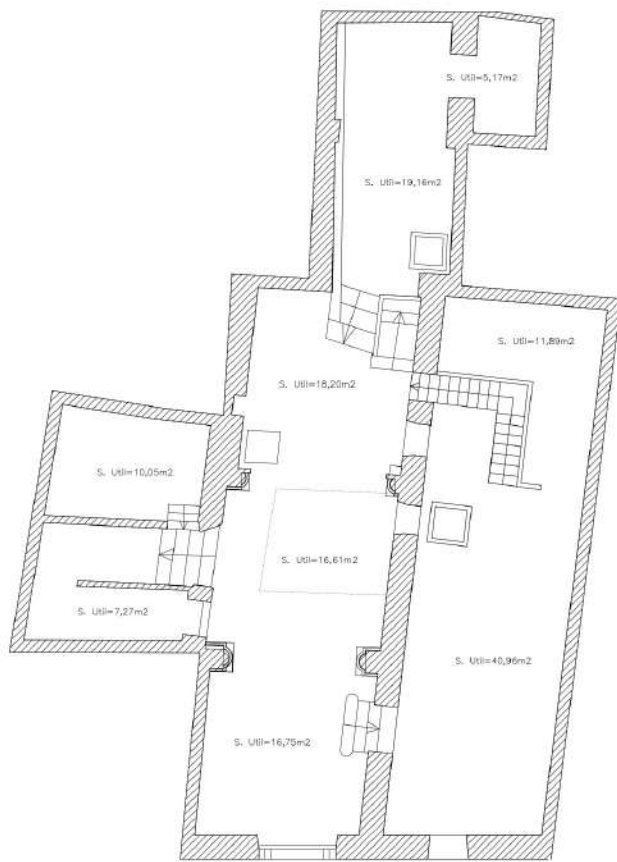 S. Util=5,17m2
S. Util=19,16m2
S. Util=11,89m2
S. Util=18,20m2
S. Util=10,05m2
S. Util=16,61m2
S. Util=7,27m2
S. Util=40,96m2
S. Util=16,75m2